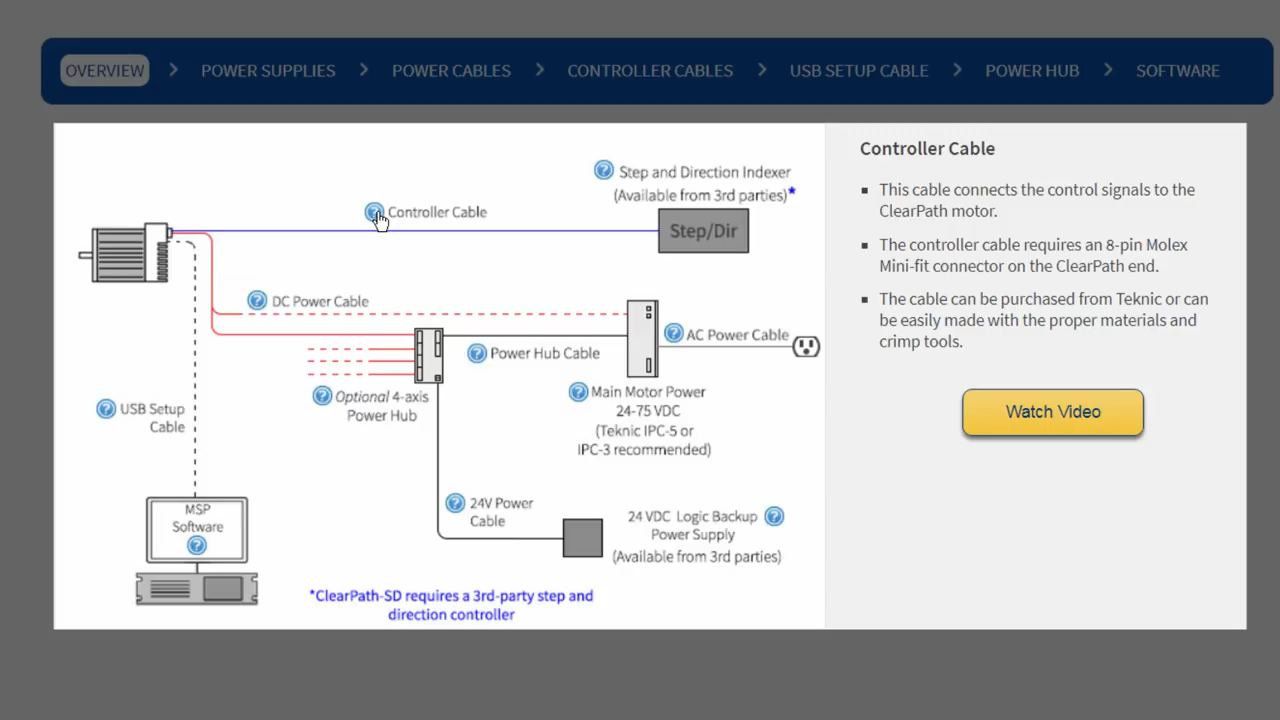 OVERVIEW > POWER SUPPLIES > POWER CABLES > CONTROLLER CABLES > USB SETUP CABLE > POWER HUB > SOFTWARE
Step and Direction Indexer
(Available from 3rd parties)*
Controller Cable
Step/Dir
DC Power Cable
AC Power Cable
Power Hub Cable
Optional 4-axis
Power Hub
Main Motor Power
24-75 VDC
(Teknic IPC-5 or
IPC-3 recommended)
USB Setup
Cable
24V Power
Cable
MSP
Software
24 VDC Logic Backup
Power Supply
(Available from 3rd parties)
*ClearPath-SD requires a 3rd-party step and
direction controller
Controller Cable
▪ This cable connects the control signals to the
ClearPath motor.
▪ The controller cable requires an 8-pin Molex
Mini-fit connector on the ClearPath end.
▪ The cable can be purchased from Teknic or can
be easily made with the proper materials and
crimp tools.
Watch Video